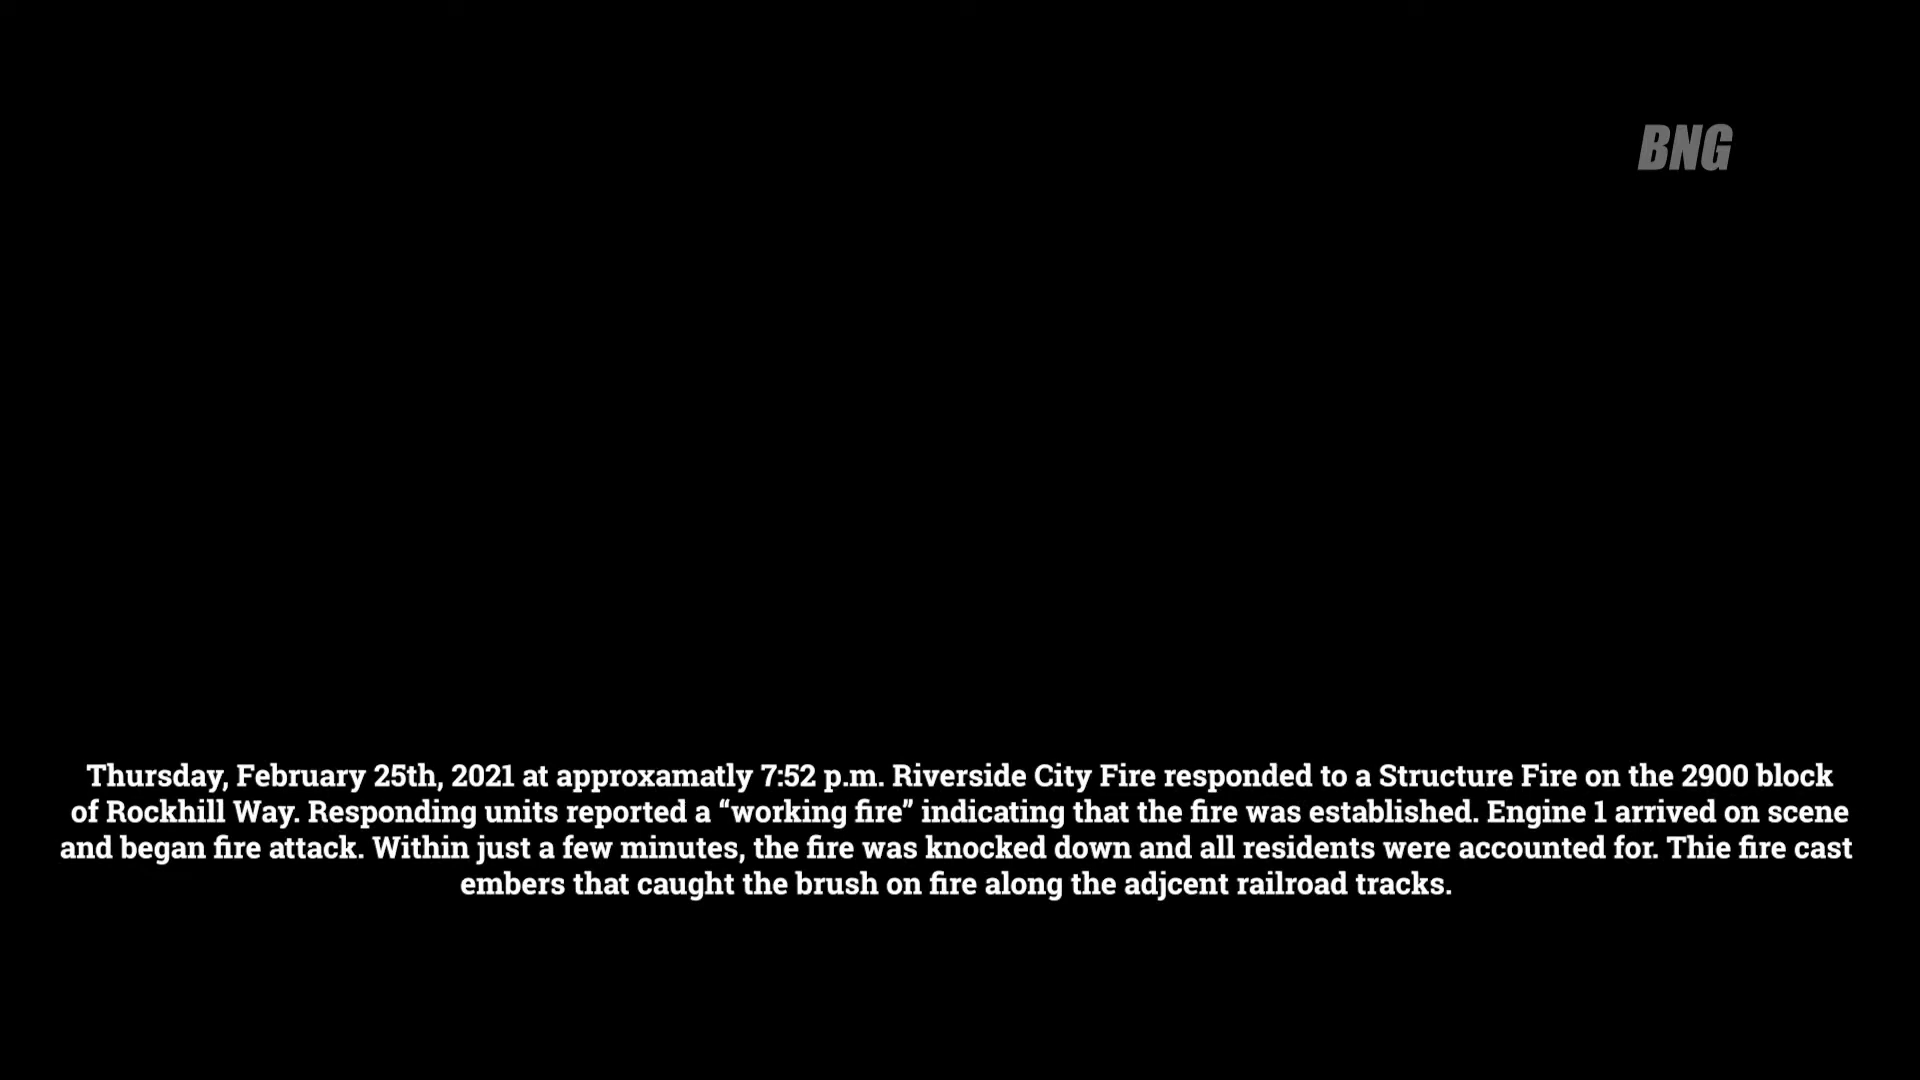 BNG
Thursday, February 25th, 2021 at approxamatly 7:52 p.m. Riverside City Fire responded to a Structure Fire on the 2900 block
of Rockhill Way. Responding units reported a “working fire” indicating that the fire was established. Engine 1 arrived on scene
and began fire attack. Within just a few minutes, the fire was knocked down and all residents were accounted for. Thie fire cast
embers that caught the brush on fire along the adjcent railroad tracks.